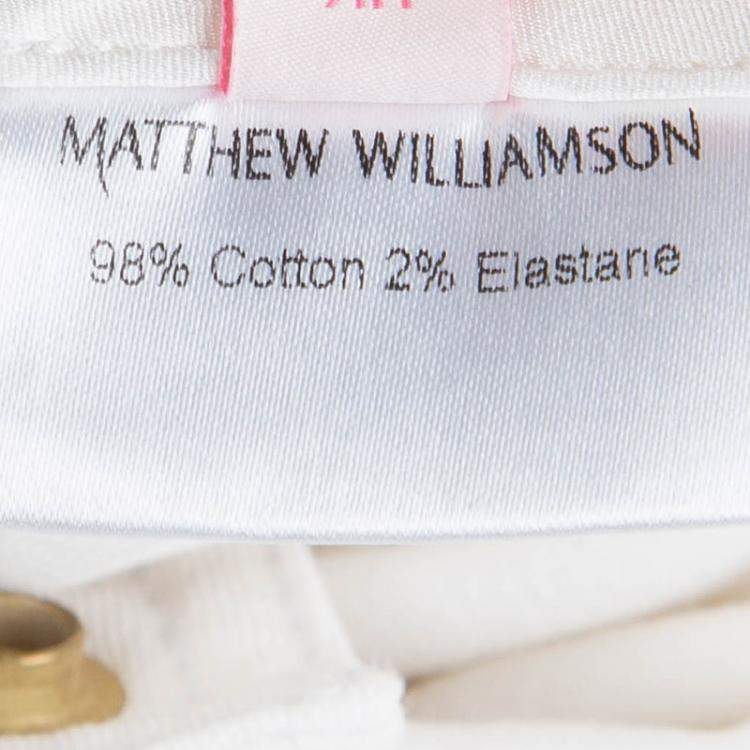 MATTHEW WILLIAMSON
98% Cotton 2% Elastane